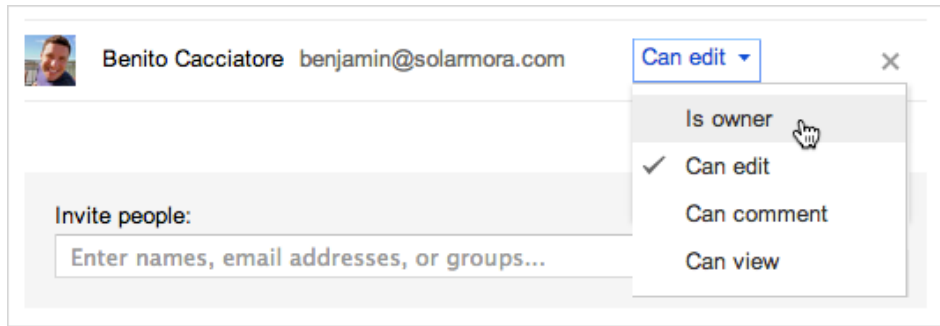 Benito Cacciatore benjamin@solarmora.com Can edit
Is owner
Can edit
Can comment
Can view
Invite people:
Enter names, email addresses, or groups...